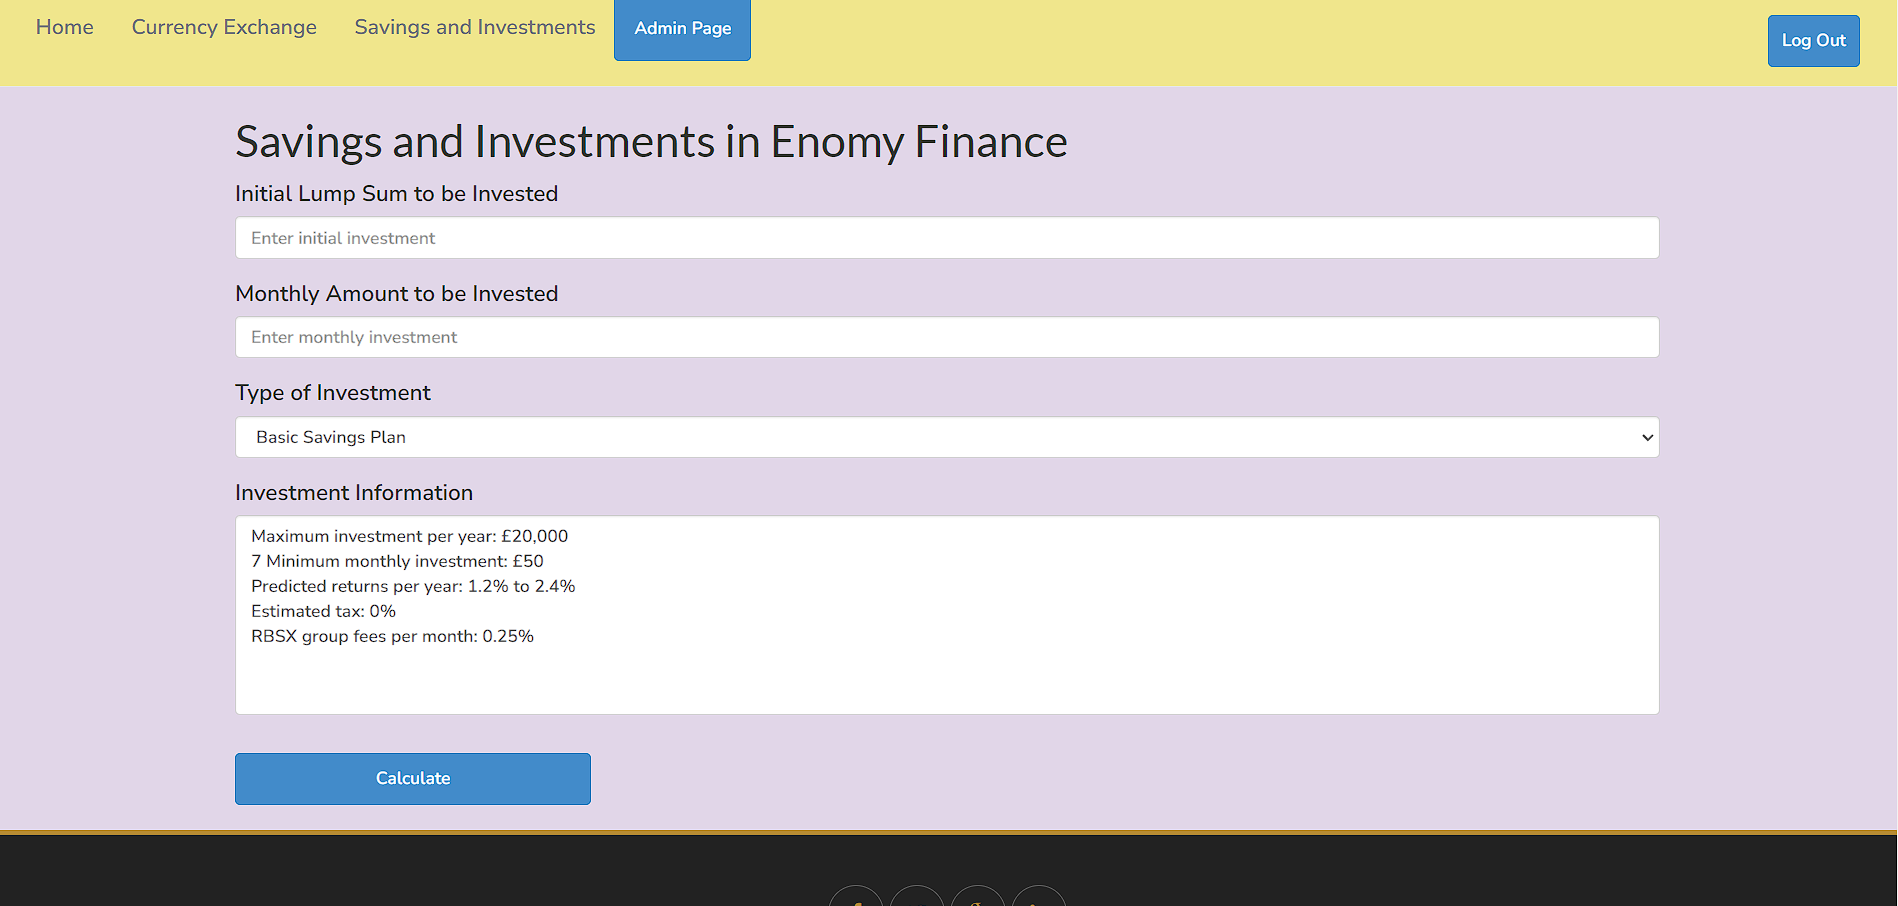 Home Currency Exchange Savings and Investments Admin Page Log Out
Savings and Investments in Enomy Finance
Initial Lump Sum to be Invested
Enter initial investment
Monthly Amount to be Invested
Enter monthly investment
Type of Investment
Basic Savings Plan
Investment Information
Maximum investment per year: £20,000
7 Minimum monthly investment: £50
Predicted returns per year: 1.2% to 2.4%
Estimated tax: 0%
RBSX group fees per month: 0.25%
Calculate